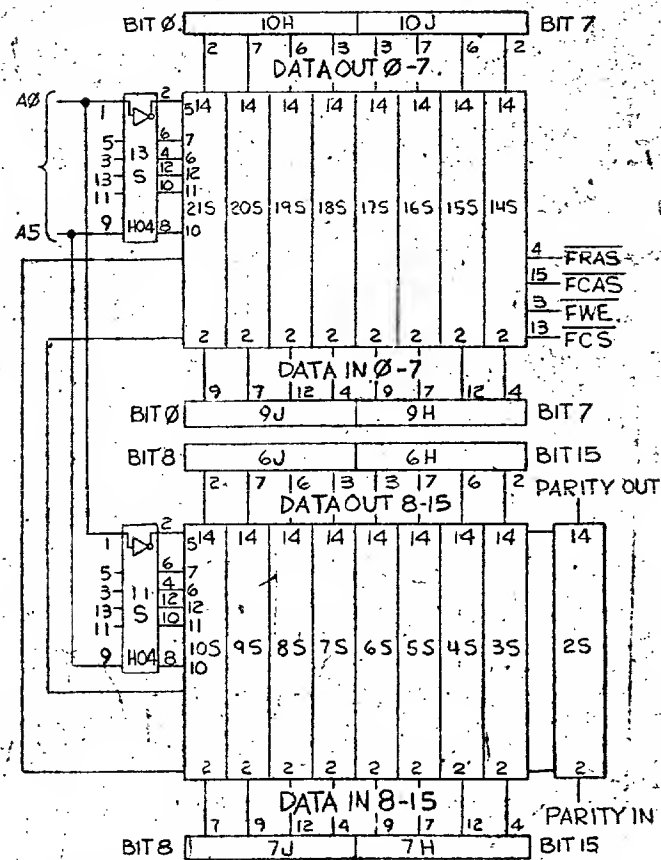 BIT Ø 10H 10J BIT 7
2 7 6 3 3 7 6 2
DATA OUT Ø-7
AØ 1 2 5 14 14 14 14 14 14 14 14
5 6 7
3 13 4 6
13 S 12 12
11 10 11
21S 20S 19S 18S 17S 16S 15S 14S
A5 9 H04 8 10
4 FRAS
15 FCAS
3 FWE
13 FCS
2 2 2 2 2 2 2 2
DATA IN Ø-7
9 7 12 4 9 7 12 4
BIT Ø 9J 9H BIT 7
BIT 8 6J 6H BIT 15
2 7 6 3 3 7 6 2
DATA OUT 8-15 PARITY OUT
1 2 5 14 14 14 14 14 14 14 14 14
5 6 7
3 11 4 6
13 S 12 12
11 10 11
10S 9S 8S 7S 6S 5S 4S 3S 2S
9 H04 8 10
2 2 2 2 2 2 2 2 2
DATA IN 8-15 PARITY IN
7 9 12 4 9 7 12 4
BIT 8 7J 7H BIT 15